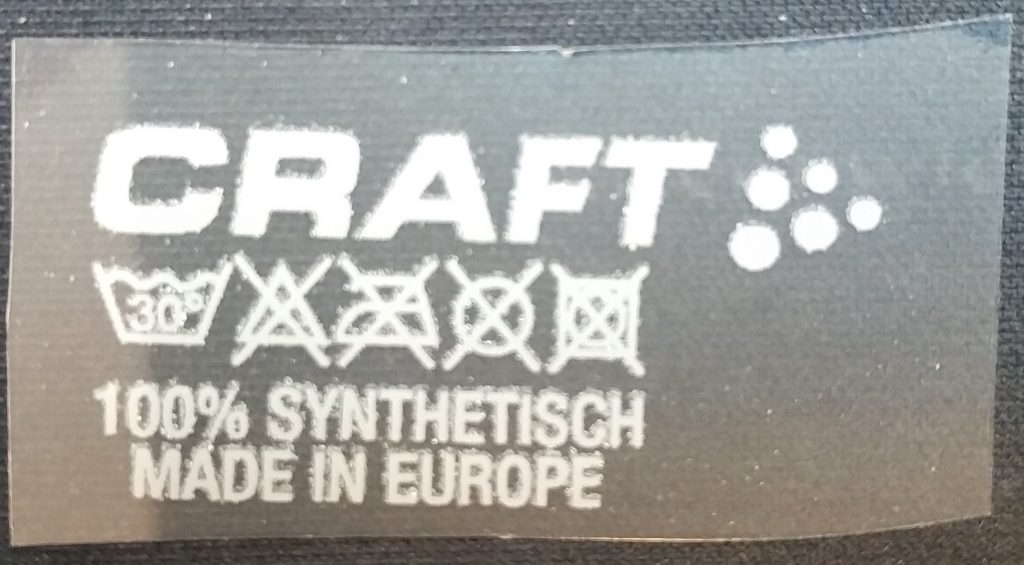 CRAFT
30°
100% SYNTHETISCH
MADE IN EUROPE